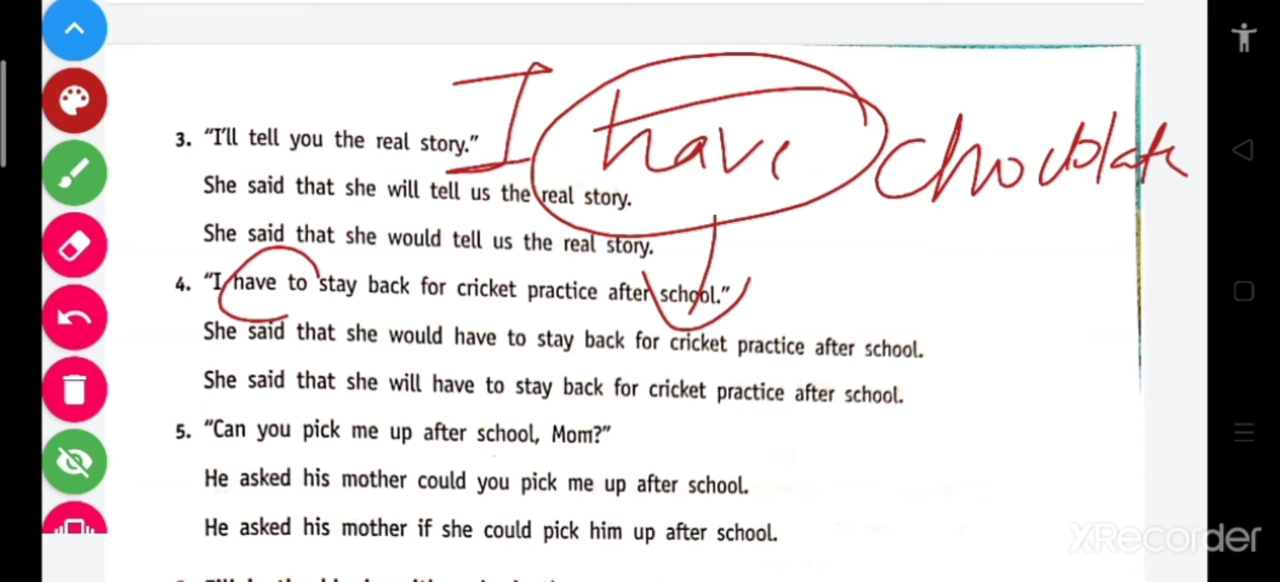 I have chocolate
3. "I'll tell you the real story."
She said that she will tell us the real story.
She said that she would tell us the real story.
4. "I have to stay back for cricket practice after school."
She said that she would have to stay back for cricket practice after school.
She said that she will have to stay back for cricket practice after school.
5. "Can you pick me up after school, Mom?"
He asked his mother could you pick me up after school.
He asked his mother if she could pick him up after school.
XRecorder